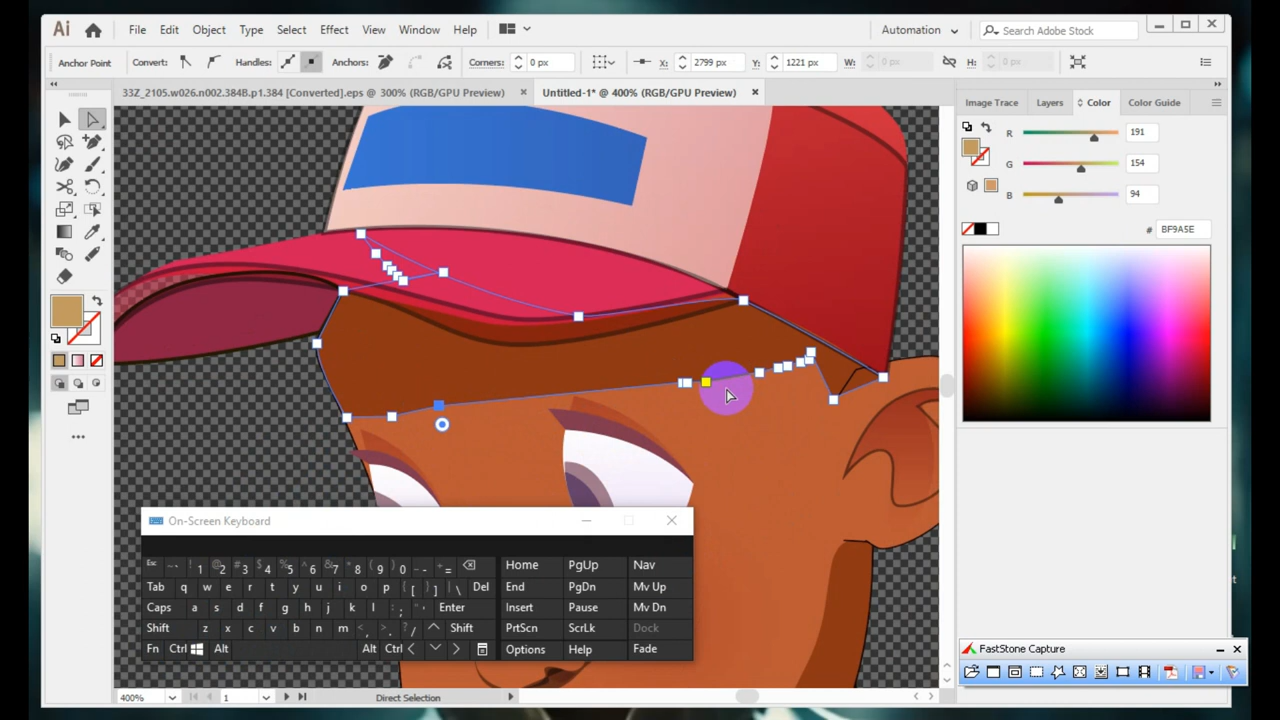 Ai File Edit Object Type Select Effect View Window Help Automation Search Adobe Stock
Anchor Point Convert: Handles: Anchors: Corners: 0 px X: 2799 px Y: 1221 px W: H:
33Z_2105.w026.n002.384B.p1.384 [Converted].eps @ 300% (RGB/GPU Preview) Untitled-1* @ 400% (RGB/GPU Preview)
Image Trace Layers Color Color Guide
R 191
G 154
B 94
# BF9A5E
On-Screen Keyboard
Esc ~ ` ! 1 @ 2 # 3 $ 4 % 5 ^ 6 & 7 * 8 ( 9 ) 0 _ - + = Home PgUp Nav
Tab q w e r t y u i o p { [ } ] | \ Del End PgDn Mv Up
Caps a s d f g h j k l : ; " ' Enter Insert Pause Mv Dn
Shift z x c v b n m < , > . ? / Shift PrtScn ScrLk Dock
Fn Ctrl Alt Alt Ctrl Options Help Fade
FastStone Capture
400% 1 Direct Selection